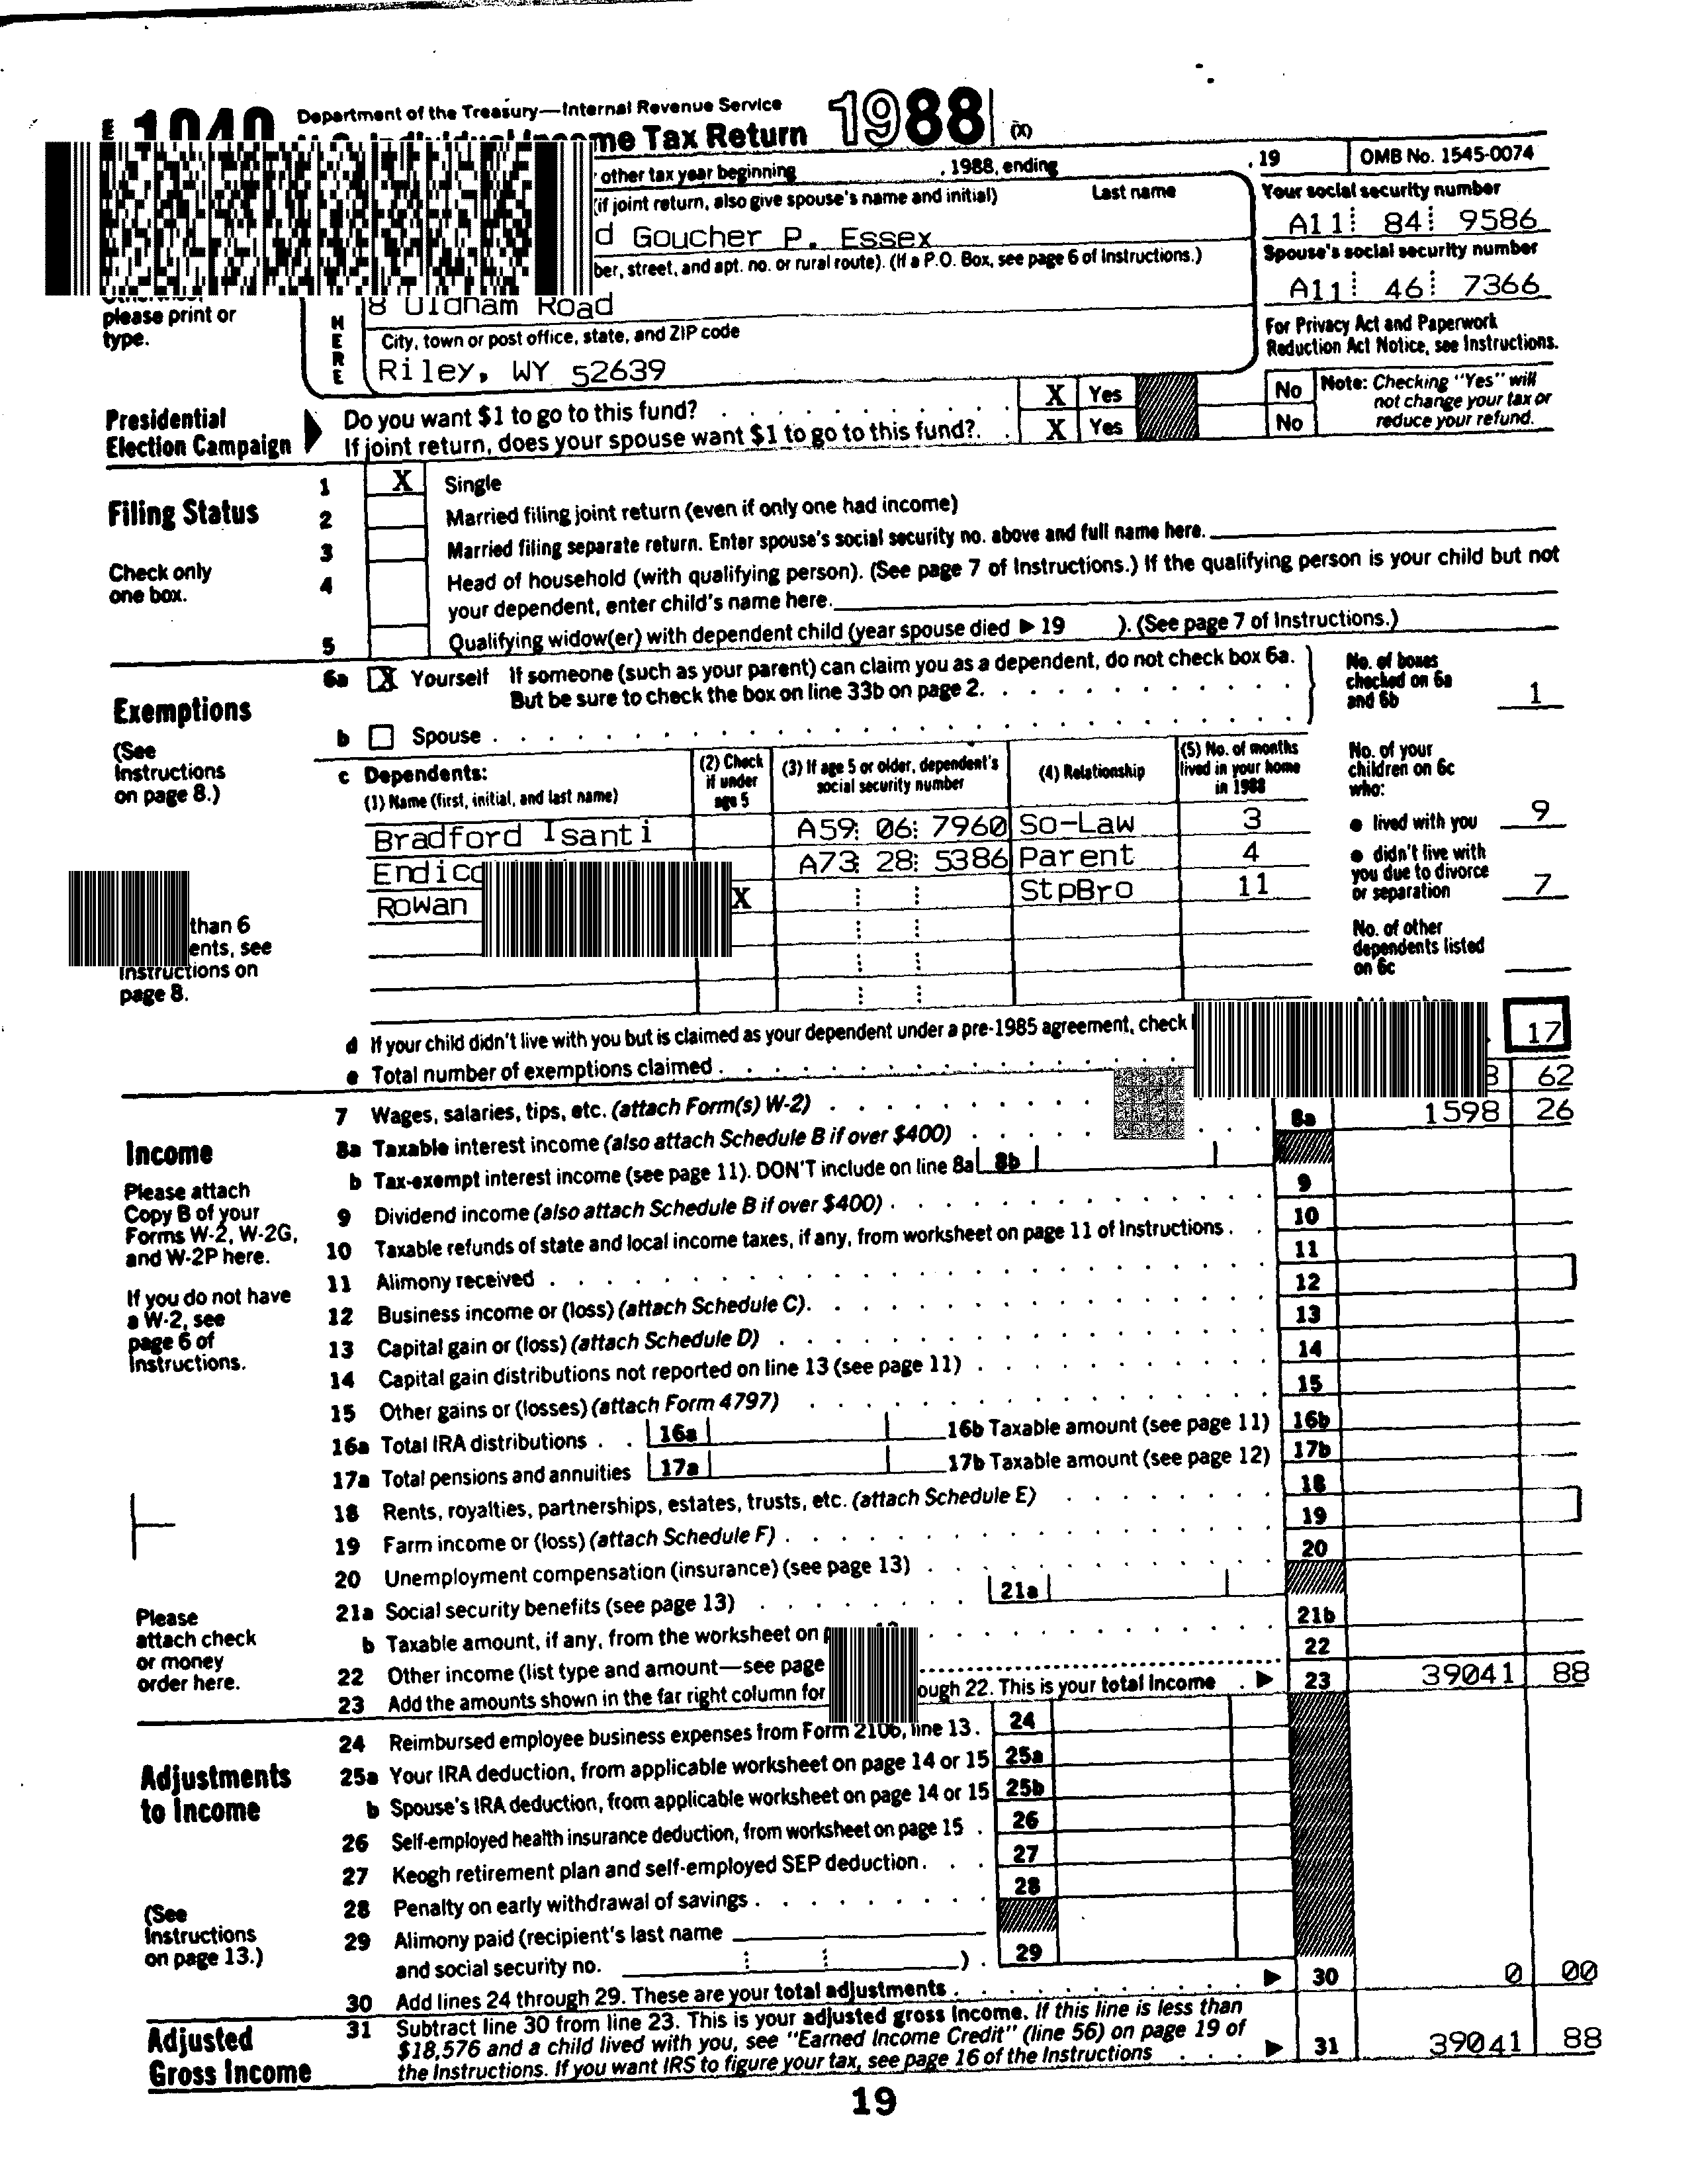 1040 Department of the Treasury—Internal Revenue Service
Income Tax Return 1988 (X)
other tax year beginning , 1988, ending , 19 OMB No. 1545-0074
(if joint return, also give spouse's name and initial) Last name Your social security number
d Goucher P. Essex A11 84 9586
street, and apt. no. or rural route). (If a P.O. Box, see page 6 of Instructions.) Spouse's social security number
8 Oldham Road A11 46 7366
please print or
type.
HERE
City, town or post office, state, and ZIP code
Riley, WY 52639
For Privacy Act and Paperwork
Reduction Act Notice, see Instructions.
Presidential
Election Campaign
Do you want $1 to go to this fund? X Yes No
If joint return, does your spouse want $1 to go to this fund? X Yes No
Note: Checking "Yes" will
not change your tax or
reduce your refund.
Filing Status
Check only
one box.
1 X Single
2 Married filing joint return (even if only one had income)
3 Married filing separate return. Enter spouse's social security no. above and full name here.
4 Head of household (with qualifying person). (See page 7 of Instructions.) If the qualifying person is your child but not
your dependent, enter child's name here.
5 Qualifying widow(er) with dependent child (year spouse died ▶ 19 ). (See page 7 of Instructions.)
Exemptions
(See
Instructions
on page 8.)
6a X Yourself If someone (such as your parent) can claim you as a dependent, do not check box 6a.
But be sure to check the box on line 33b on page 2.
b Spouse
No. of boxes
checked on 6a
and 6b 1
c Dependents:
(1) Name (first, initial, and last name)
(2) Check
if under
age 5
(3) If age 5 or older, dependent's
social security number
(4) Relationship
(5) No. of months
lived in your home
in 1988
Bradford Isanti A59 06 7960 So-Law 3
A73 28 5386 Parent 4
Rowan X StpBro 11
No. of your
children on 6c
who:
● lived with you 9
● didn't live with
you due to divorce
or separation 7
No. of other
dependents listed
on 6c
than 6
see
Instructions on
page 8.
d If your child didn't live with you but is claimed as your dependent under a pre-1985 agreement, check
e Total number of exemptions claimed 17
Income
Please attach
Copy B of your
Forms W-2, W-2G,
and W-2P here.
If you do not have
a W-2, see
page 6 of
Instructions.
Please
attach check
or money
order here.
7 Wages, salaries, tips, etc. (attach Form(s) W-2) 62
8a Taxable interest income (also attach Schedule B if over $400) 8a 1598 26
b Tax-exempt interest income (see page 11). DON'T include on line 8a 8b
9 Dividend income (also attach Schedule B if over $400) 9
10 Taxable refunds of state and local income taxes, if any, from worksheet on page 11 of Instructions 10
11 Alimony received 11
12 Business income or (loss) (attach Schedule C) 12
13 Capital gain or (loss) (attach Schedule D) 13
14 Capital gain distributions not reported on line 13 (see page 11) 14
15 Other gains or (losses) (attach Form 4797) 15
16a Total IRA distributions 16a 16b Taxable amount (see page 11) 16b
17a Total pensions and annuities 17a 17b Taxable amount (see page 12) 17b
18 Rents, royalties, partnerships, estates, trusts, etc. (attach Schedule E) 18
19 Farm income or (loss) (attach Schedule F) 19
20 Unemployment compensation (insurance) (see page 13) 20
21a Social security benefits (see page 13) 21a
b Taxable amount, if any, from the worksheet on 21b
22 Other income (list type and amount—see page 22
23 Add the amounts shown in the far right column for 22. This is your total income ▶ 23 39041 88
Adjustments
to Income
(See
Instructions
on page 13.)
24 Reimbursed employee business expenses from Form 2106, line 13. 24
25a Your IRA deduction, from applicable worksheet on page 14 or 15 25a
b Spouse's IRA deduction, from applicable worksheet on page 14 or 15 25b
26 Self-employed health insurance deduction, from worksheet on page 15 26
27 Keogh retirement plan and self-employed SEP deduction 27
28 Penalty on early withdrawal of savings 28
29 Alimony paid (recipient's last name
and social security no. ) 29
30 Add lines 24 through 29. These are your total adjustments ▶ 30 0 00
Adjusted
Gross Income
31 Subtract line 30 from line 23. This is your adjusted gross income. If this line is less than
$18,576 and a child lived with you, see "Earned Income Credit" (line 56) on page 19 of
the Instructions. If you want IRS to figure your tax, see page 16 of the Instructions ▶ 31 39041 88
19